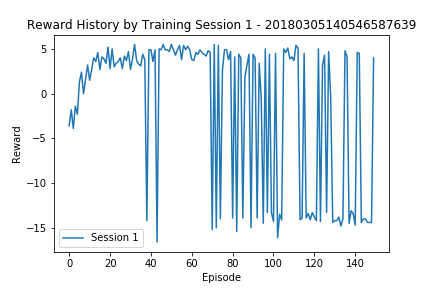 Reward History by Training Session 1 - 20180305140546587639
5
0
−5
−10
−15
Reward
Session 1
0 20 40 60 80 100 120 140
Episode